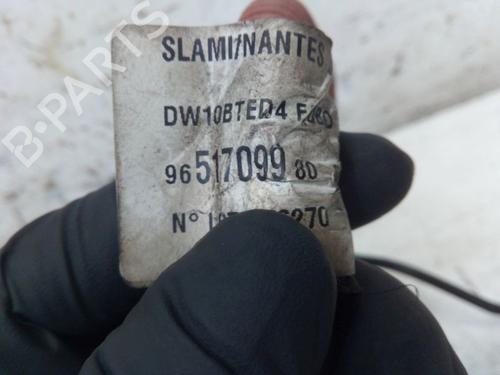 SLAMI/NANTES
DW10BTED4
96 517099 80
N°
B-PARTS